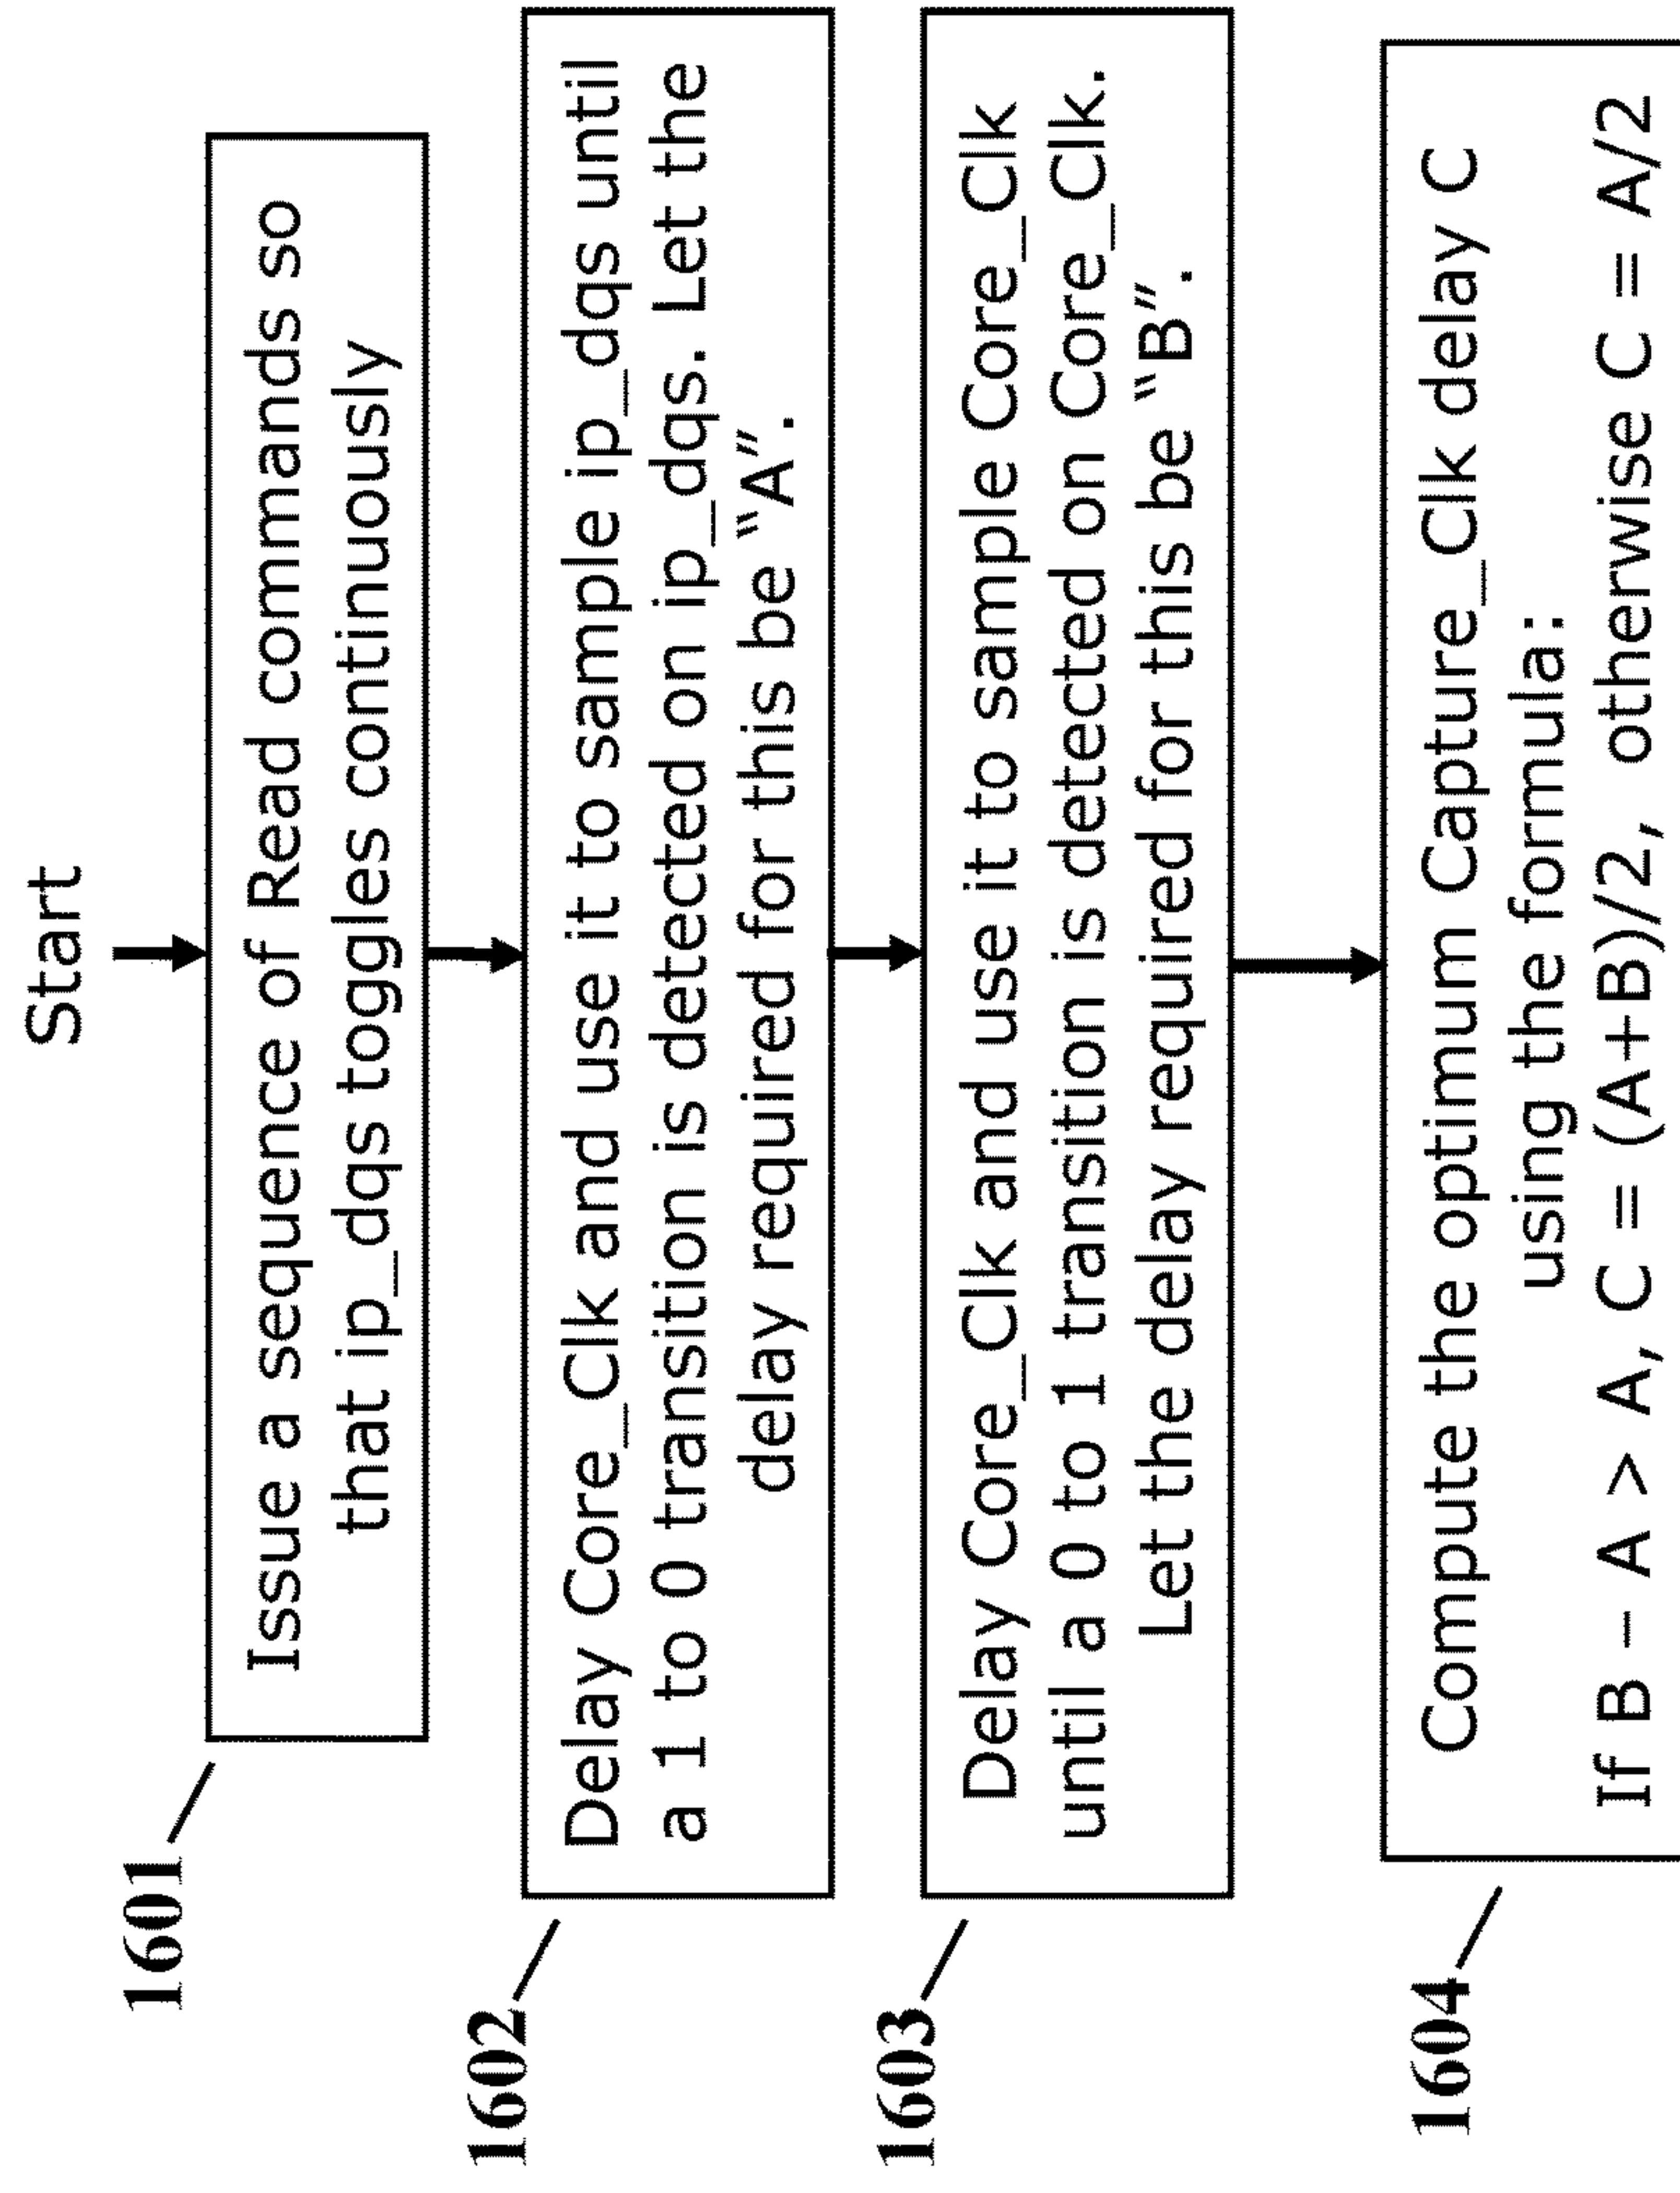 Start
1601
Issue a sequence of Read commands so
that ip_dqs toggles continuously
1602
Delay Core_Clk and use it to sample ip_dqs until
a 1 to 0 transition is detected on ip_dqs. Let the
delay required for this be “A”.
1603
Delay Core_Clk and use it to sample Core_Clk
until a 0 to 1 transition is detected on Core_Clk.
Let the delay required for this be “B”.
1604
Compute the optimum Capture_Clk delay C
using the formula:
If B – A > A, C = (A+B)/2, otherwise C = A/2